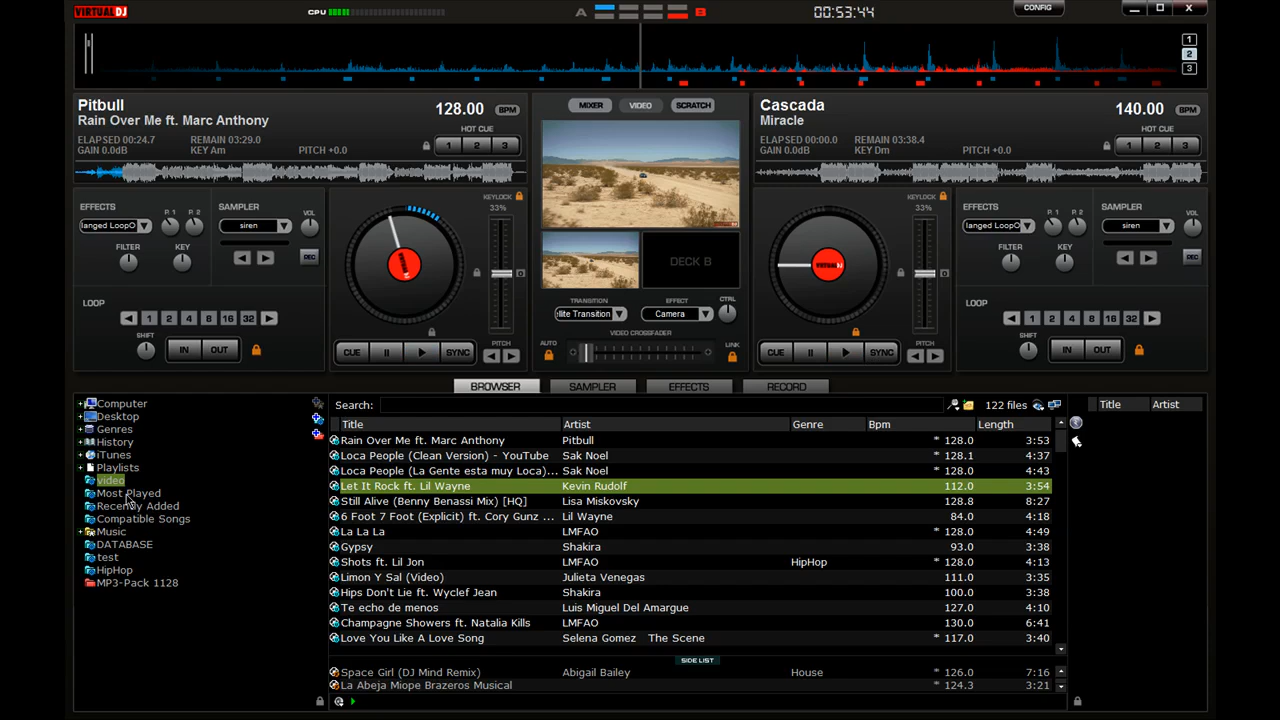 VIRTUAL DJ
CPU
A
B
00:53:44
CONFIG
1
2
3
Pitbull
128.00 BPM
Rain Over Me ft. Marc Anthony
ELAPSED 00:24.7 REMAIN 03:29.0
GAIN 0.0dB KEY Am PITCH +0.0
HOT CUE
1 2 3
MIXER VIDEO SCRATCH
Cascada
140.00 BPM
Miracle
ELAPSED 00:00.0 REMAIN 03:38.4
GAIN 0.0dB KEY Dm PITCH +0.0
HOT CUE
1 2 3
EFFECTS
P. 1 P. 2
SAMPLER
VOL
langed LoopO
siren
FILTER KEY
REC
LOOP
1 2 4 8 16 32
SHIFT
IN OUT
KEYLOCK
33%
CUE SYNC
PITCH
DECK B
TRANSITION EFFECT CTRL
llite Transition Camera
VIDEO CROSSFADER
AUTO LINK
KEYLOCK
33%
CUE SYNC
PITCH
EFFECTS
P. 1 P. 2
SAMPLER
VOL
langed LoopO
siren
FILTER KEY
REC
LOOP
1 2 4 8 16 32
SHIFT
IN OUT
BROWSER SAMPLER EFFECTS RECORD
Computer
Desktop
Genres
History
iTunes
Playlists
video
Most Played
Recently Added
Compatible Songs
Music
DATABASE
test
HipHop
MP3-Pack 1128
Search:
122 files
Title Artist Genre Bpm Length
Rain Over Me ft. Marc Anthony Pitbull * 128.0 3:53
Loca People (Clean Version) - YouTube Sak Noel * 128.1 4:37
Loca People (La Gente esta muy Loca)... Sak Noel * 128.0 4:43
Let It Rock ft. Lil Wayne Kevin Rudolf 112.0 3:54
Still Alive (Benny Benassi Mix) [HQ] Lisa Miskovsky * 128.8 8:27
6 Foot 7 Foot (Explicit) ft. Cory Gunz ... Lil Wayne * 84.0 4:18
La La La LMFAO * 128.0 4:49
Gypsy Shakira 93.0 3:38
Shots ft. Lil Jon LMFAO HipHop * 128.0 4:13
Limon Y Sal (Video) Julieta Venegas 111.0 3:35
Hips Don't Lie ft. Wyclef Jean Shakira 100.0 3:38
Te echo de menos Luis Miguel Del Amargue 127.0 4:10
Champagne Showers ft. Natalia Kills LMFAO 130.0 6:41
Love You Like A Love Song Selena Gomez The Scene * 117.0 3:40
SIDE LIST
Space Girl (DJ Mind Remix) Abigail Bailey House * 126.0 7:16
La Abeja Miope Brazeros Musical * 124.3 3:21
Title Artist